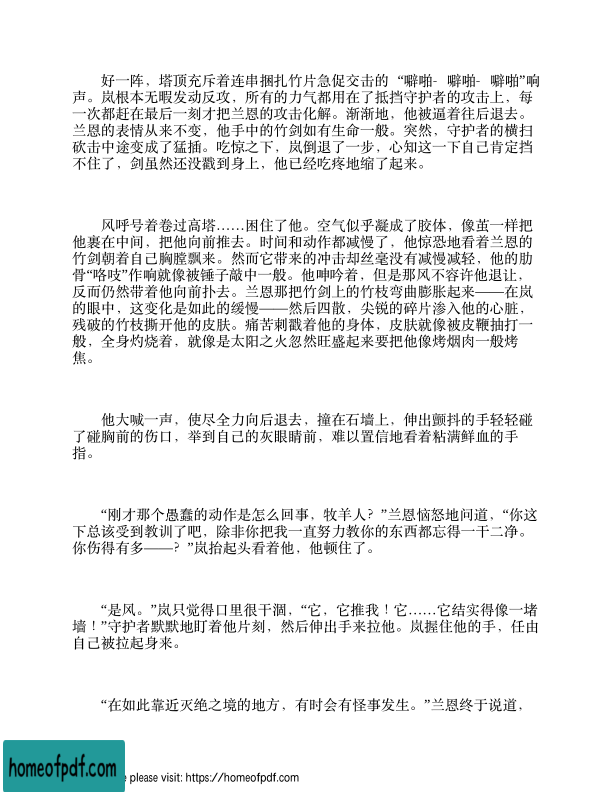 好一阵，塔顶充斥着连串捆扎竹片急促交击的“噼啪- 噼啪- 噼啪”响
声。岚根本无暇发动反攻，所有的力气都用在了抵挡守护者的攻击上，每
一次都赶在最后一刻才把兰恩的攻击化解。渐渐地，他被逼着往后退去。
兰恩的表情从来不变，他手中的竹剑如有生命一般。突然，守护者的横扫
砍击中途变成了猛插。吃惊之下，岚倒退了一步，心知这一下自己肯定挡
不住了，剑虽然还没戳到身上，他已经吃疼地缩了起来。
风呼号着卷过高塔……困住了他。空气似乎凝成了胶体，像茧一样把
他裹在中间，把他向前推去。时间和动作都减慢了，他惊恐地看着兰恩的
竹剑朝着自己胸膛飘来。然而它带来的冲击却丝毫没有减慢减轻，他的肋
骨“咯吱”作响就像被锤子敲中一般。他呻吟着，但是那风不容许他退让，
反而仍然带着他向前扑去。兰恩那把竹剑上的竹枝弯曲膨胀起来——在岚
的眼中，这变化是如此的缓慢——然后四散，尖锐的碎片渗入他的心脏，
残破的竹枝撕开他的皮肤。痛苦刺戳着他的身体，皮肤就像被皮鞭抽打一
般，全身灼烧着，就像是太阳之火忽然旺盛起来要把他像烤烟肉一般烤
焦。
他大喊一声，使尽全力向后退去，撞在石墙上，伸出颤抖的手轻轻碰
了碰胸前的伤口，举到自己的灰眼睛前，难以置信地看着粘满鲜血的手
指。
“刚才那个愚蠢的动作是怎么回事，牧羊人？”兰恩恼怒地问道，“你这
下总该受到教训了吧，除非你把我一直努力教你的东西都忘得一干二净。
你伤得有多——？”岚抬起头看着他，他顿住了。
“是风。”岚只觉得口里很干涸，“它，它推我！它……它结实得像一堵
墙！”守护者默默地盯着他片刻，然后伸出手来拉他。岚握住他的手，任由
自己被拉起身来。
“在如此靠近灭绝之境的地方，有时会有怪事发生。”兰恩终于说道，
homeofpdf.com
e please visit: https://homeofpdf.com